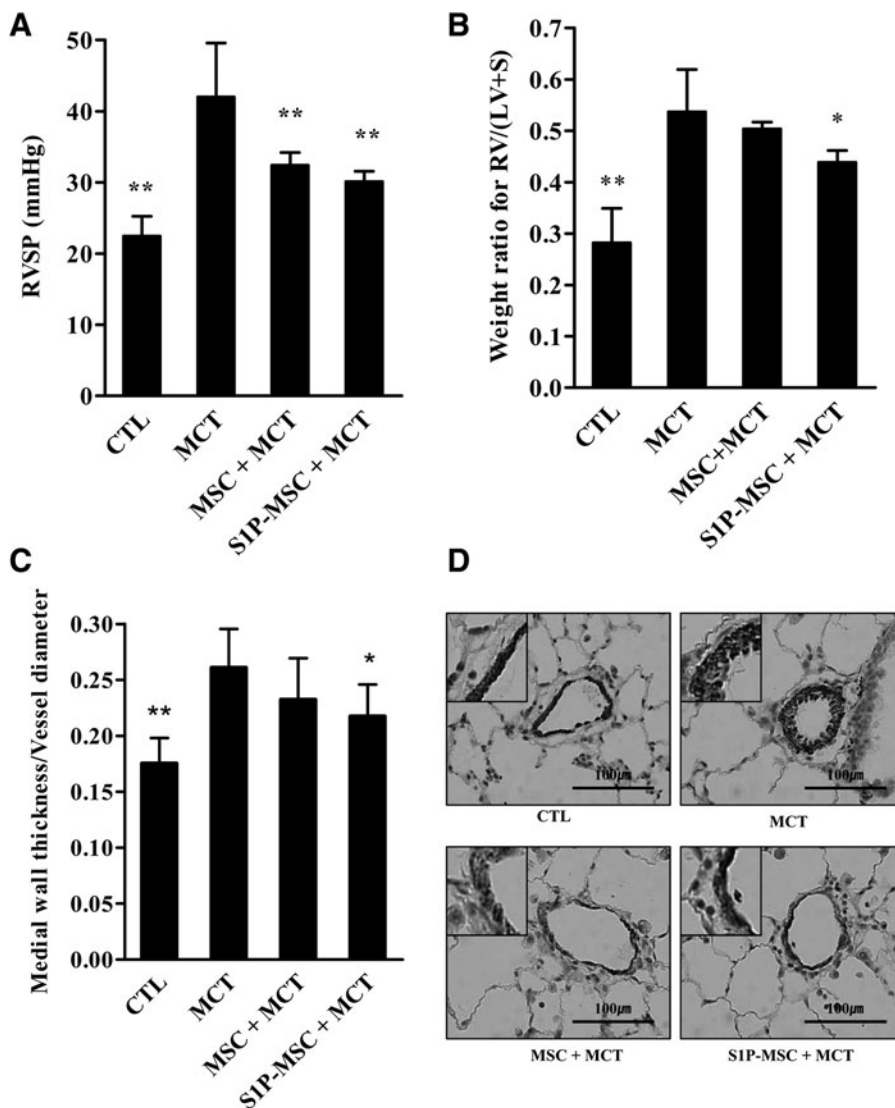 A
RVSP (mmHg)
50
40
30
20
10
0
**
**
**
CTL
MCT
MSC + MCT
S1P-MSC + MCT
B
Weight ratio for RV/(LV+S)
0.7
0.6
0.5
0.4
0.3
0.2
0.1
0.0
**
*
CTL
MCT
MSC+MCT
S1P-MSC + MCT
C
Medial wall thickness/Vessel diameter
0.30
0.25
0.20
0.15
0.10
0.05
0.00
**
*
CTL
MCT
MSC + MCT
S1P-MSC + MCT
D
100㎛
CTL
100㎛
MCT
100㎛
MSC + MCT
100㎛
S1P-MSC + MCT